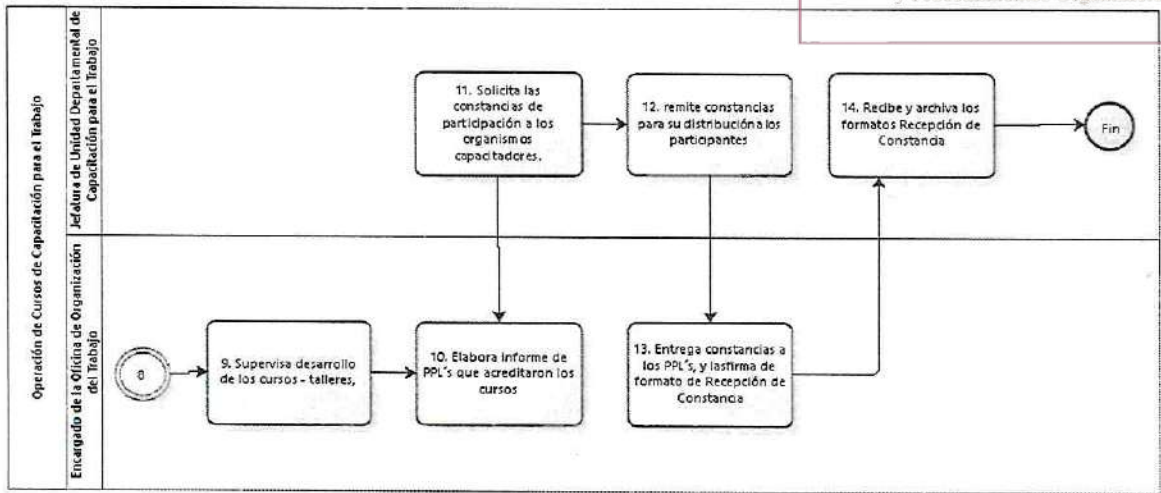 Operación de Cursos de Capacitación para el Trabajo
Jefatura de Unidad Departamental de
Capacitación para el Trabajo
11. Solicita las
constancias de
participación a los
organismos
capacitadores.
12. remite constancias
para su distribución a los
participantes
14. Recibe y archiva los
formatos Recepción de
Constancia
Fin
Encargado de la Oficina de Organización
del Trabajo
8
9. Supervisa desarrollo
de los cursos - talleres,
10. Elabora informe de
PPL´s que acreditaron los
cursos
13. Entrega constancias a
los PPL´s, y lasfirma de
formato de Recepción de
Constancia